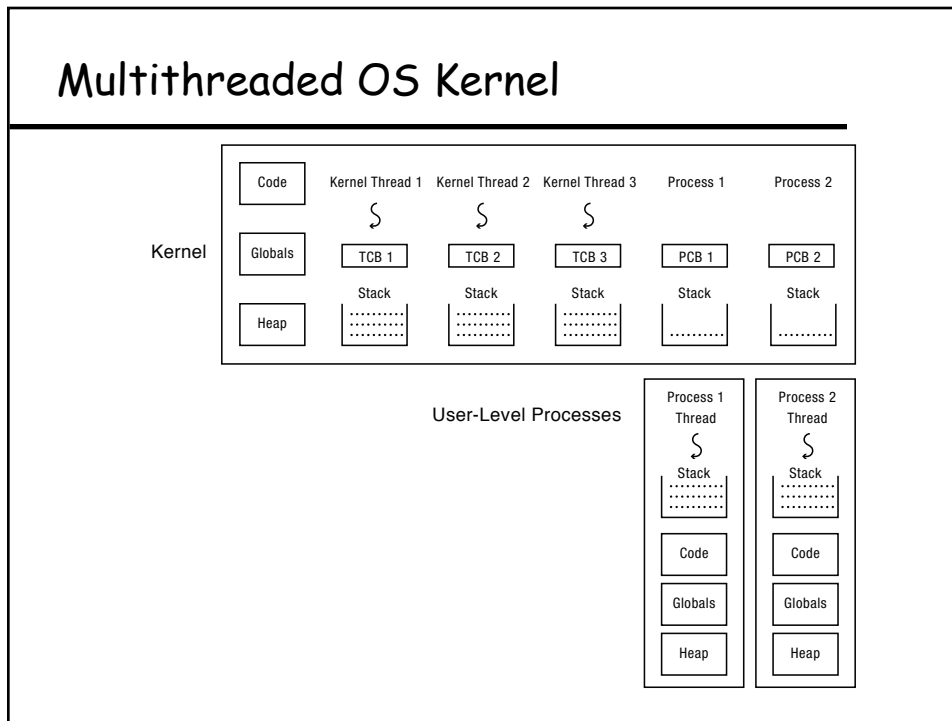 Multithreaded OS Kernel
Code Kernel Thread 1 Kernel Thread 2 Kernel Thread 3 Process 1 Process 2
Kernel Globals TCB 1 TCB 2 TCB 3 PCB 1 PCB 2
Stack Stack Stack Stack Stack
Heap
User-Level Processes
Process 1 Process 2
Thread Thread
Stack Stack
Code Code
Globals Globals
Heap Heap